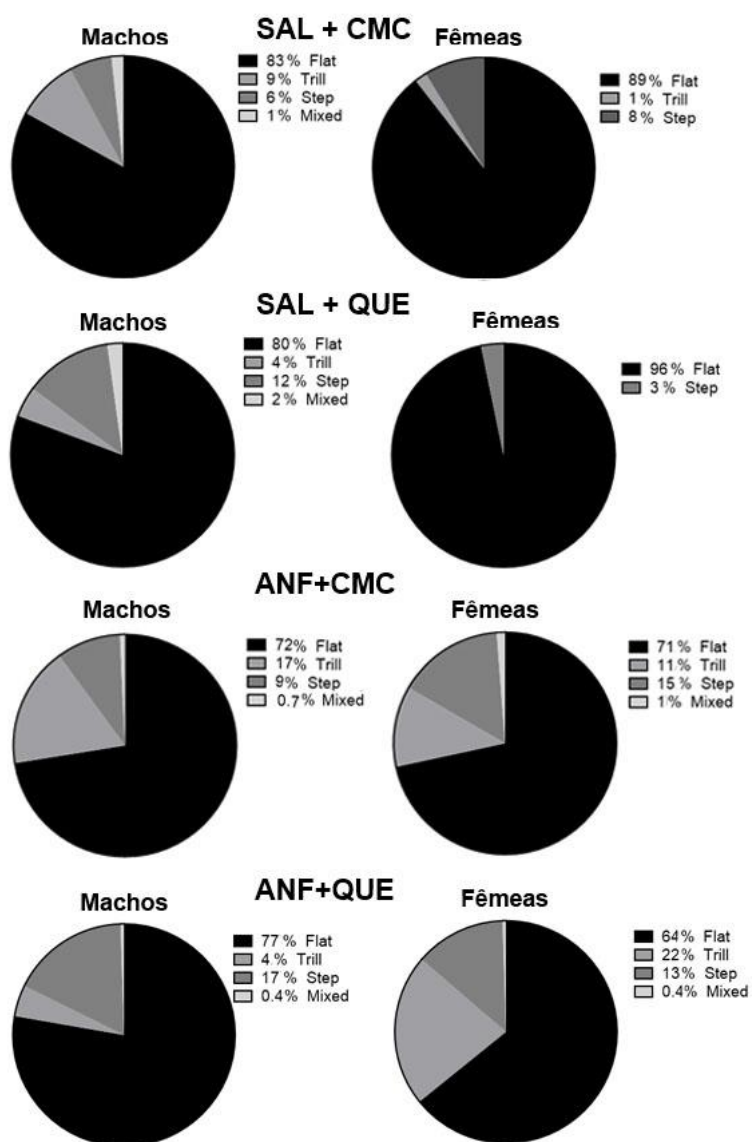 SAL + CMC
Machos
83% Flat
9% Trill
6% Step
1% Mixed
Fêmeas
89% Flat
1% Trill
8% Step
SAL + QUE
Machos
80% Flat
4% Trill
12% Step
2% Mixed
Fêmeas
96% Flat
3% Step
ANF+CMC
Machos
72% Flat
17% Trill
9% Step
0.7% Mixed
Fêmeas
71% Flat
11% Trill
15% Step
1% Mixed
ANF+QUE
Machos
77% Flat
4% Trill
17% Step
0.4% Mixed
Fêmeas
64% Flat
22% Trill
13% Step
0.4% Mixed